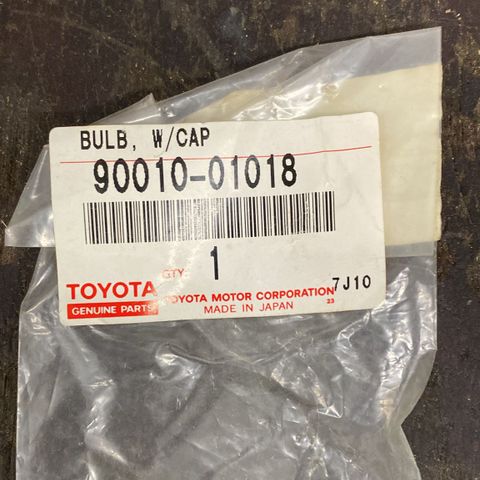 BULB, W/CAP
90010-01018
QTY. 1
TOYOTA
GENUINE PARTS
TOYOTA MOTOR CORPORATION
MADE IN JAPAN
23
7J10